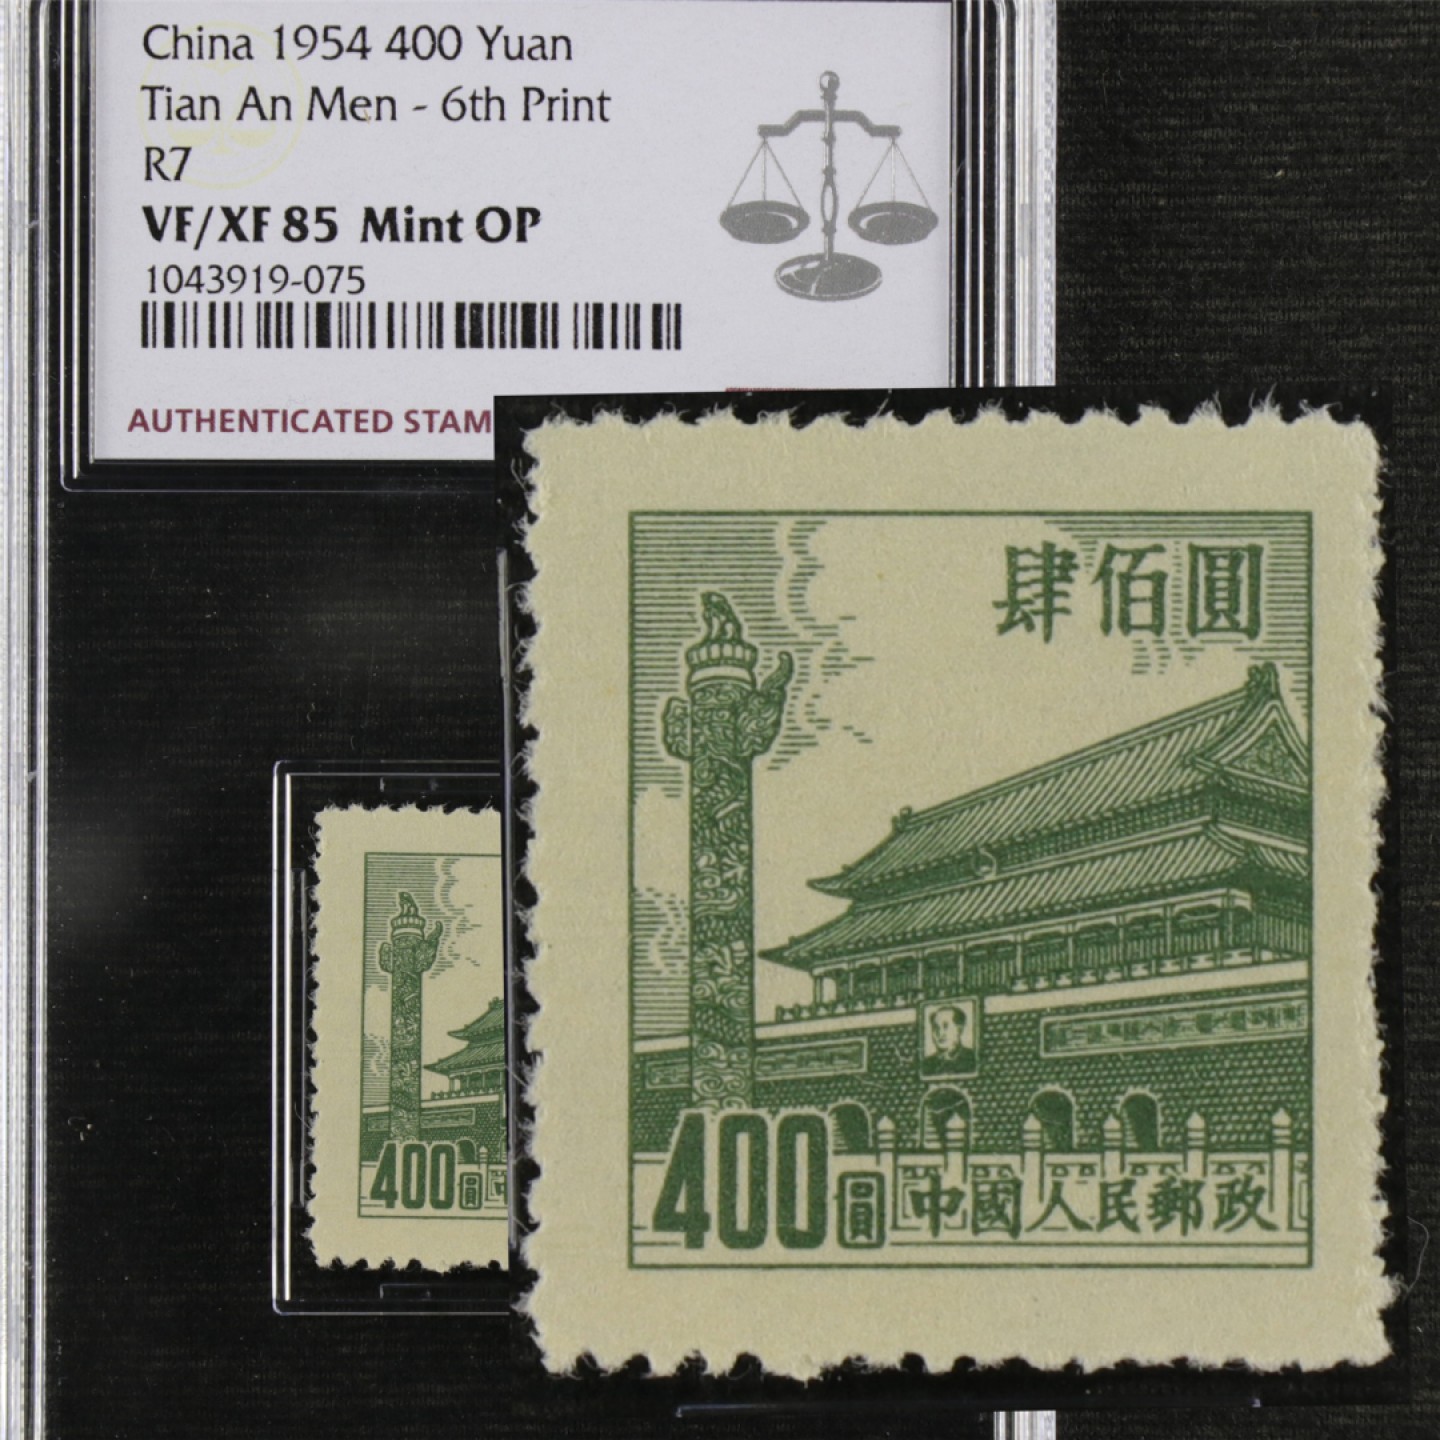 China 1954 400 Yuan
Tian An Men - 6th Print
R7
VF/XF 85 Mint OP
1043919-075
AUTHENTICATED STAM
肆佰圓
400圓 中國人民郵政
400圓